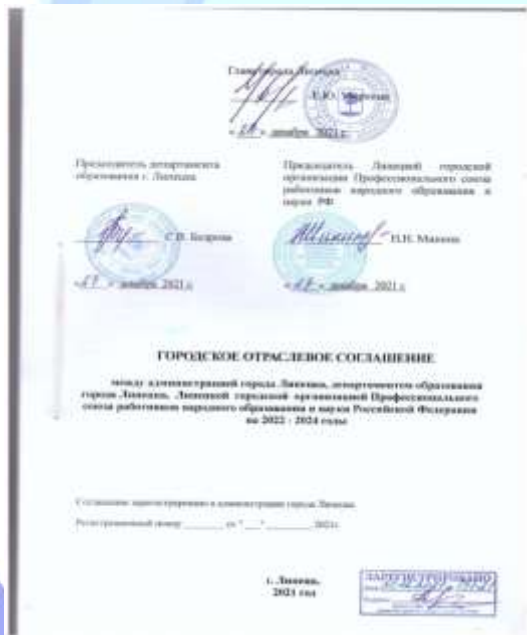 Глава города Липецка
Е.Ю. Уваркина
декабря 2021 г.
Председатель департамента
образования г. Липецка
С.В. Бедрова
декабря 2021 г.
Председатель Липецкой городской
организации Профессионального союза
работников народного образования и
науки РФ
Н.Н.
декабря 2021 г.
ГОРОДСКОЕ ОТРАСЛЕВОЕ СОГЛАШЕНИЕ
между администрацией города Липецка, департаментом образования
города Липецка, Липецкой городской организацией Профессионального
союза работников народного образования и науки Российской Федерации
на 2022 - 2024 годы
Соглашение зарегистрировано в администрации города Липецка
Регистрационный номер ________ от "___" ________ 2021г.
г. Липецк,
2021 год
ЗАРЕГИСТРИРОВАНО